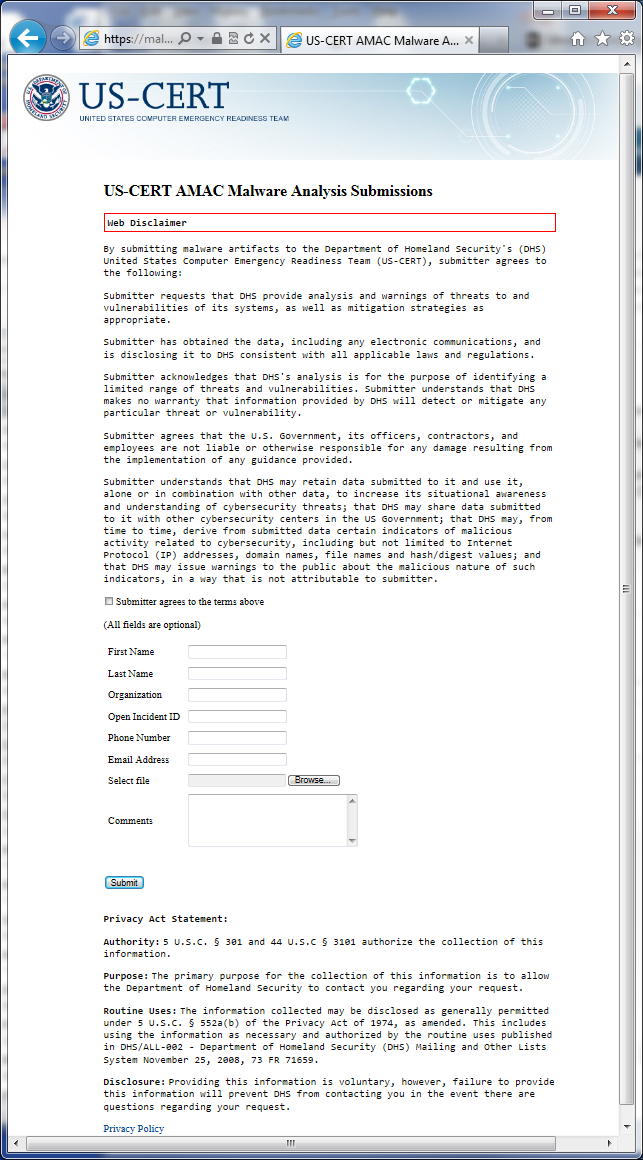 https://mal...
US-CERT AMAC Malware A...
U.S. DEPARTMENT OF HOMELAND SECURITY
US-CERT
UNITED STATES COMPUTER EMERGENCY READINESS TEAM
US-CERT AMAC Malware Analysis Submissions
Web Disclaimer
By submitting malware artifacts to the Department of Homeland Security's (DHS)
United States Computer Emergency Readiness Team (US-CERT), submitter agrees to
the following:
Submitter requests that DHS provide analysis and warnings of threats to and
vulnerabilities of its systems, as well as mitigation strategies as
appropriate.
Submitter has obtained the data, including any electronic communications, and
is disclosing it to DHS consistent with all applicable laws and regulations.
Submitter acknowledges that DHS's analysis is for the purpose of identifying a
limited range of threats and vulnerabilities. Submitter understands that DHS
makes no warranty that information provided by DHS will detect or mitigate any
particular threat or vulnerability.
Submitter agrees that the U.S. Government, its officers, contractors, and
employees are not liable or otherwise responsible for any damage resulting from
the implementation of any guidance provided.
Submitter understands that DHS may retain data submitted to it and use it,
alone or in combination with other data, to increase its situational awareness
and understanding of cybersecurity threats; that DHS may share data submitted
to it with other cybersecurity centers in the US Government; that DHS may, from
time to time, derive from submitted data certain indicators of malicious
activity related to cybersecurity, including but not limited to Internet
Protocol (IP) addresses, domain names, file names and hash/digest values; and
that DHS may issue warnings to the public about the malicious nature of such
indicators, in a way that is not attributable to submitter.
Submitter agrees to the terms above
(All fields are optional)
First Name
Last Name
Organization
Open Incident ID
Phone Number
Email Address
Select file
Browse...
Comments
Submit
Privacy Act Statement:
Authority: 5 U.S.C. § 301 and 44 U.S.C § 3101 authorize the collection of this
information.
Purpose: The primary purpose for the collection of this information is to allow
the Department of Homeland Security to contact you regarding your request.
Routine Uses: The information collected may be disclosed as generally permitted
under 5 U.S.C. § 552a(b) of the Privacy Act of 1974, as amended. This includes
using the information as necessary and authorized by the routine uses published
in DHS/ALL-002 - Department of Homeland Security (DHS) Mailing and Other Lists
System November 25, 2008, 73 FR 71659.
Disclosure: Providing this information is voluntary, however, failure to provide
this information will prevent DHS from contacting you in the event there are
questions regarding your request.
Privacy Policy